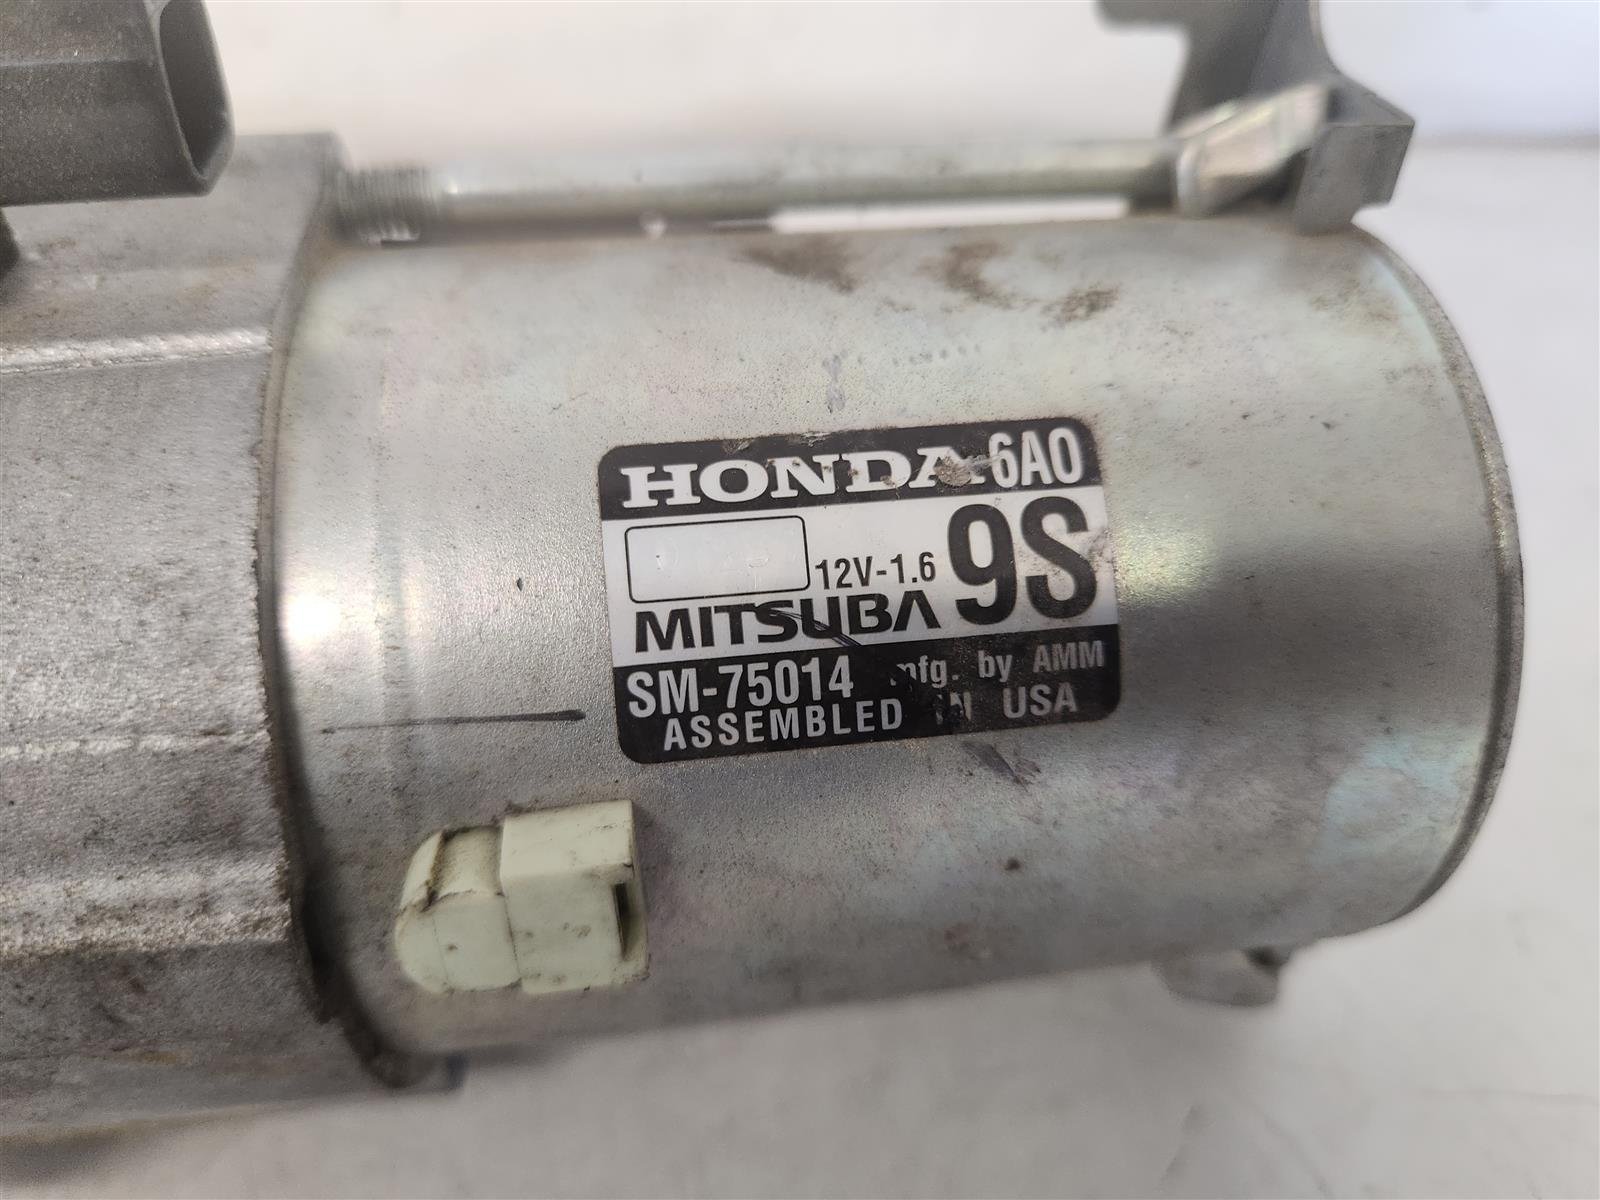 HONDA 6A0
12V-1.6 9S
MITSUBA
SM-75014 mfg. by AMM
ASSEMBLED IN USA